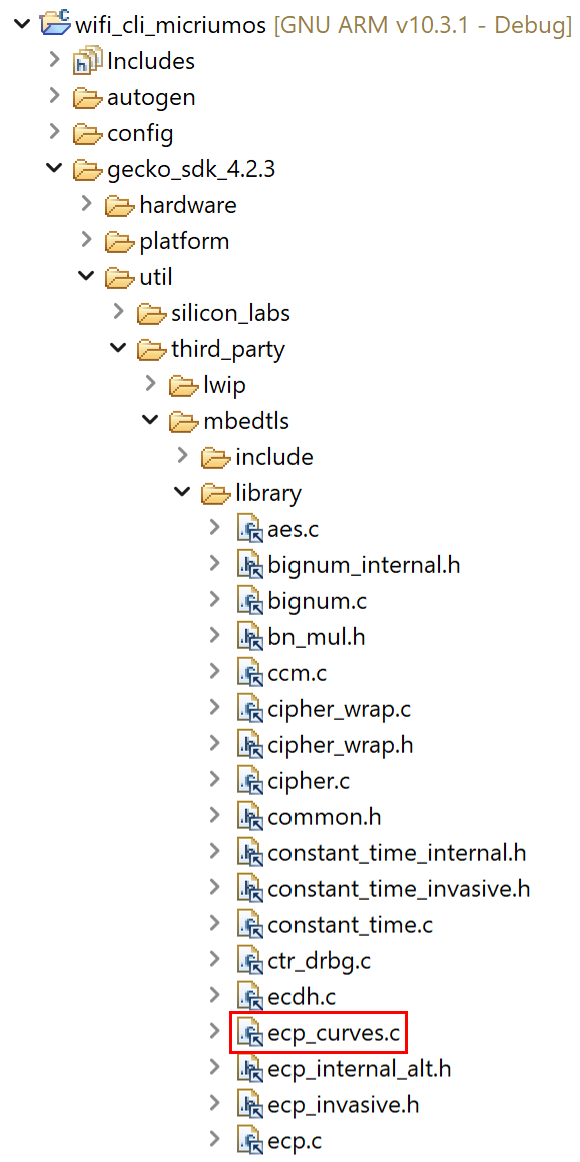 wifi_cli_micriumos [GNU ARM v10.3.1 - Debug]
Includes
autogen
config
gecko_sdk_4.2.3
hardware
platform
util
silicon_labs
third_party
lwip
mbedtls
include
library
aes.c
bignum_internal.h
bignum.c
bn_mul.h
ccm.c
cipher_wrap.c
cipher_wrap.h
cipher.c
common.h
constant_time_internal.h
constant_time_invasive.h
constant_time.c
ctr_drbg.c
ecdh.c
ecp_curves.c
ecp_internal_alt.h
ecp_invasive.h
ecp.c